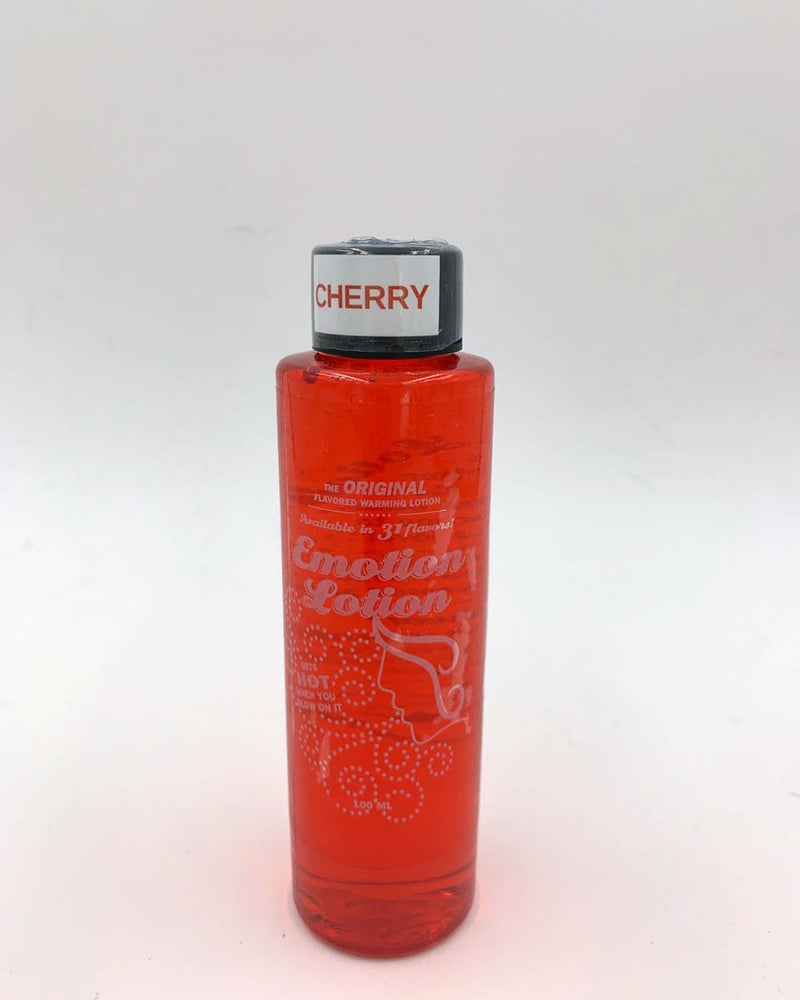 CHERRY
THE ORIGINAL
FLAVORED WARMING LOTION
Available in 31 flavors!
Emotion
Lotion
GETS
HOT
WHEN YOU
BLOW ON IT
100 ML